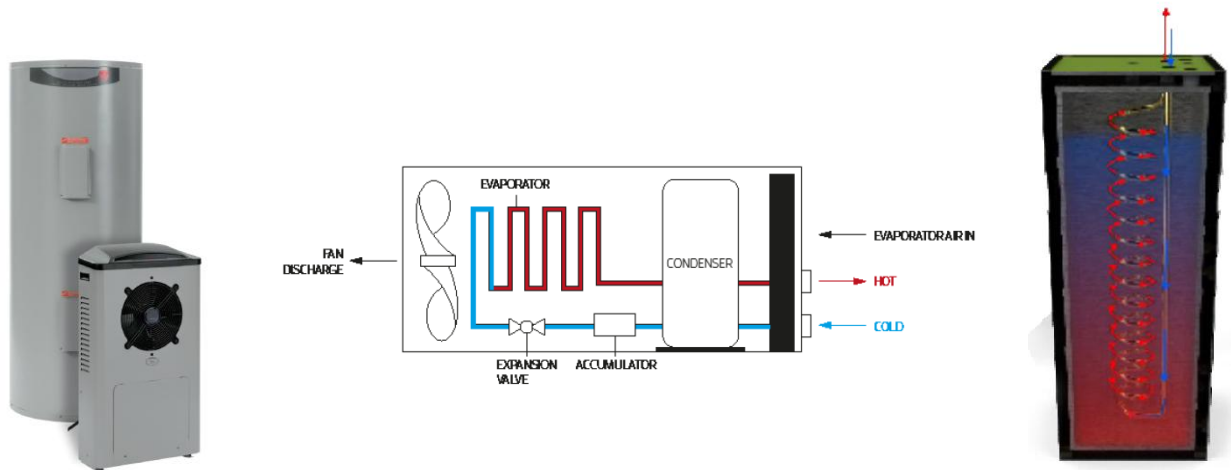 EVAPORATOR
FAN
DISCHARGE
CONDENSER
EVAPORATOR AIR IN
HOT
COLD
EXPANSION
VALVE
ACCUMULATOR